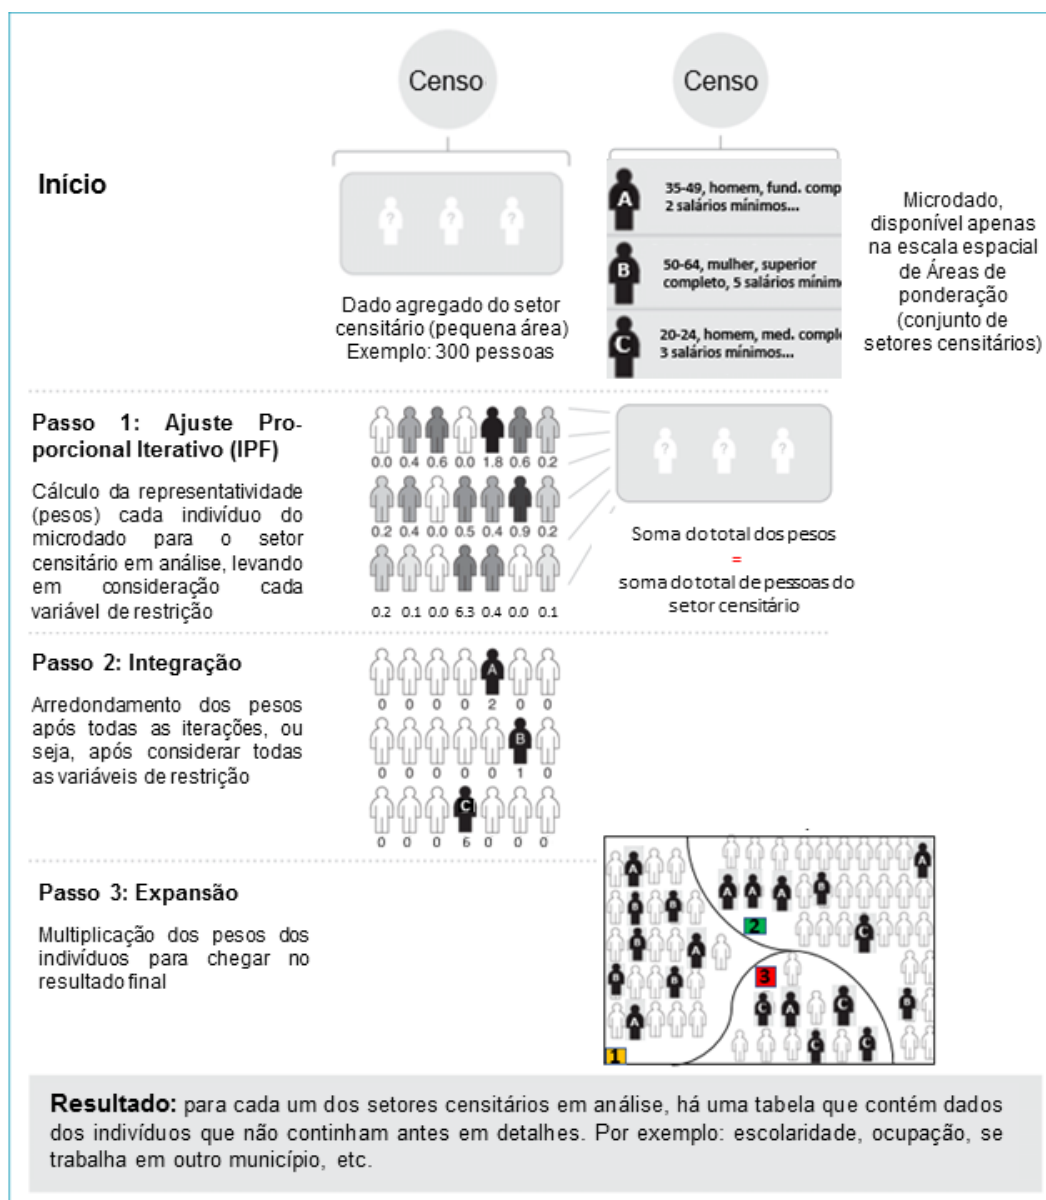 Censo
Censo
Início
? ? ?
Dado agregado do setor
censitário (pequena área)
Exemplo: 300 pessoas
A
35-49, homem, fund. comp
2 salários mínimos...
B
50-64, mulher, superior
completo, 5 salários mínim
C
20-24, homem, med. comple
3 salários mínimos...
Microdado,
disponível apenas
na escala espacial
de Áreas de
ponderação
(conjunto de
setores censitários)
Passo 1: Ajuste Pro-
porcional Iterativo (IPF)
Cálculo da representatividade
(pesos) cada indivíduo do
microdado para o setor
censitário em análise, levando
em consideração cada
variável de restrição
0.0 0.4 0.6 0.0 1.8 0.6 0.2
0.2 0.4 0.0 0.5 0.4 0.9 0.2
0.2 0.1 0.0 6.3 0.4 0.0 0.1
? ? ?
Soma do total dos pesos
=
soma do total de pessoas do
setor censitário
Passo 2: Integração
Arredondamento dos pesos
após todas as iterações, ou
seja, após considerar todas
as variáveis de restrição
A
0 0 0 0 2 0 0
B
0 0 0 0 0 1 0
C
0 0 0 6 0 0 0
Passo 3: Expansão
Multiplicação dos pesos dos
indivíduos para chegar no
resultado final
A A
A A A B
B B
2 C
B A
3
B B
C A C B
A
C C
1
Resultado: para cada um dos setores censitários em análise, há uma tabela que contém dados
dos indivíduos que não continham antes em detalhes. Por exemplo: escolaridade, ocupação, se
trabalha em outro município, etc.